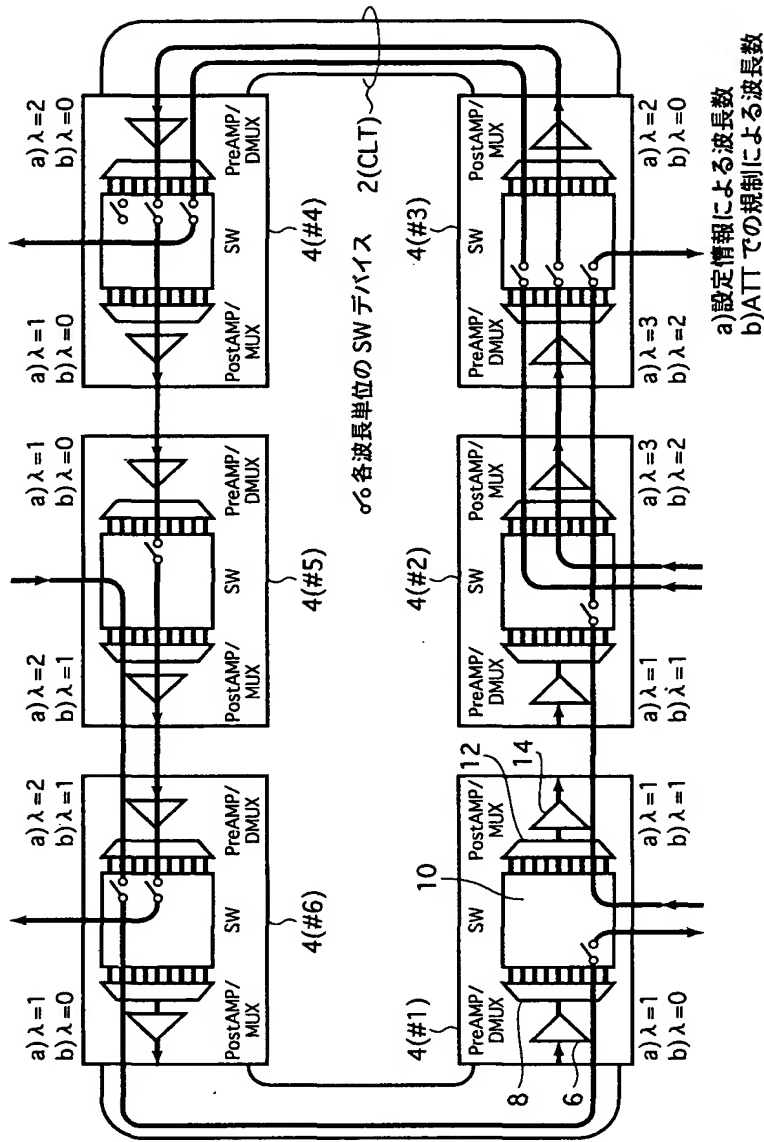 a)λ=1
b)λ=0
a)λ=2
b)λ=1
a)λ=2
b)λ=1
a)λ=1
b)λ=0
a)λ=1
b)λ=0
a)λ=2
b)λ=0
PostAMP/
MUX
SW
PreAMP/
DMUX
PostAMP/
MUX
SW
PreAMP/
DMUX
PostAMP/
MUX
SW
PreAMP/
DMUX
4(#6)
4(#5)
4(#4)
各波長単位の SW デバイス
2(CLT)
4(#1)
10
12
14
4(#2)
4(#3)
PreAMP/
DMUX
SW
PostAMP/
MUX
PreAMP/
DMUX
SW
PostAMP/
MUX
PreAMP/
DMUX
SW
PostAMP/
MUX
8
6
a)λ=1
b)λ=0
a)λ=1
b)λ=1
a)λ=1
b)λ=1
a)λ=3
b)λ=2
a)λ=3
b)λ=2
a)λ=2
b)λ=0
a)設定情報による波長数
b)ATT での規制による波長数